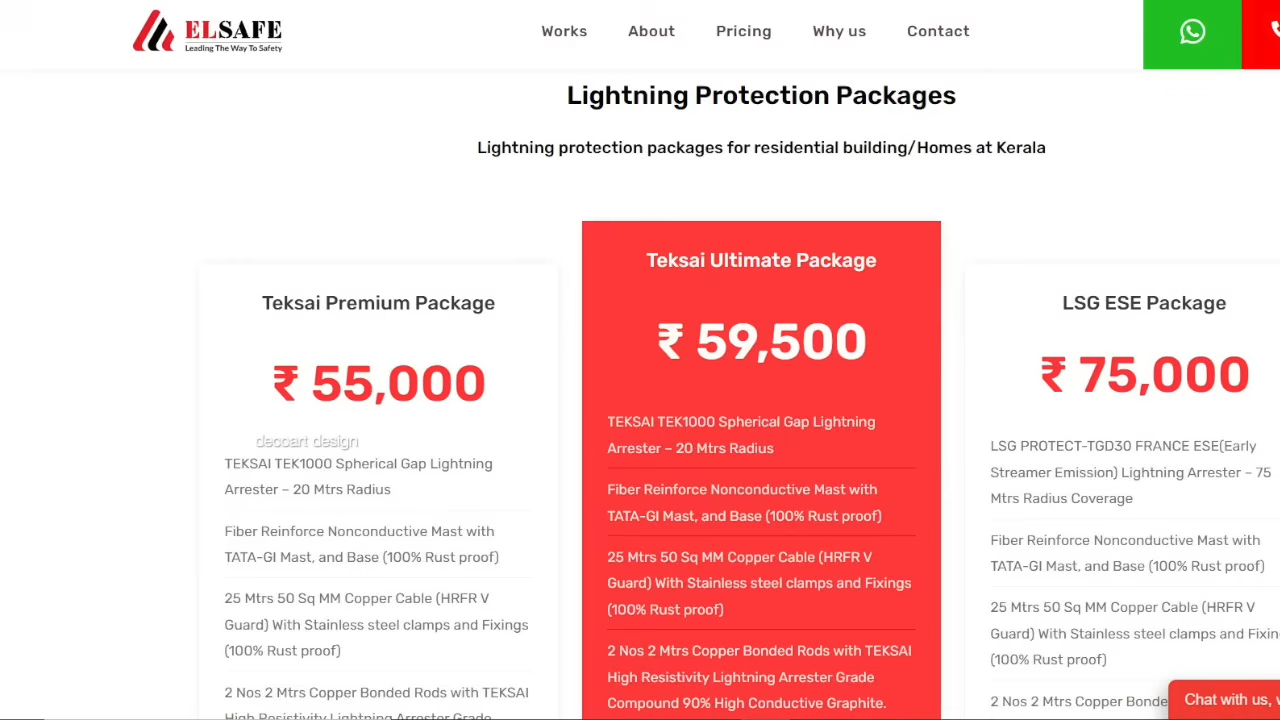 ELSAFE
Leading The Way To Safety
Works
About
Pricing
Why us
Contact
Lightning Protection Packages
Lightning protection packages for residential building/Homes at Kerala
Teksai Premium Package
₹ 55,000
decoart design
TEKSAI TEK1000 Spherical Gap Lightning
Arrester – 20 Mtrs Radius
Fiber Reinforce Nonconductive Mast with
TATA-GI Mast, and Base (100% Rust proof)
25 Mtrs 50 Sq MM Copper Cable (HRFR V
Guard) With Stainless steel clamps and Fixings
(100% Rust proof)
2 Nos 2 Mtrs Copper Bonded Rods with TEKSAI
High Resistivity Lightning Arrester Grade
Teksai Ultimate Package
₹ 59,500
TEKSAI TEK1000 Spherical Gap Lightning
Arrester – 20 Mtrs Radius
Fiber Reinforce Nonconductive Mast with
TATA-GI Mast, and Base (100% Rust proof)
25 Mtrs 50 Sq MM Copper Cable (HRFR V
Guard) With Stainless steel clamps and Fixings
(100% Rust proof)
2 Nos 2 Mtrs Copper Bonded Rods with TEKSAI
High Resistivity Lightning Arrester Grade
Compound 90% High Conductive Graphite.
LSG ESE Package
₹ 75,000
LSG PROTECT-TGD30 FRANCE ESE(Early
Streamer Emission) Lightning Arrester – 75
Mtrs Radius Coverage
Fiber Reinforce Nonconductive Mast with
TATA-GI Mast, and Base (100% Rust proof)
25 Mtrs 50 Sq MM Copper Cable (HRFR V
Guard) With Stainless steel clamps and Fixin
(100% Rust proof)
2 Nos 2 Mtrs Copper Bonde
Chat with us,